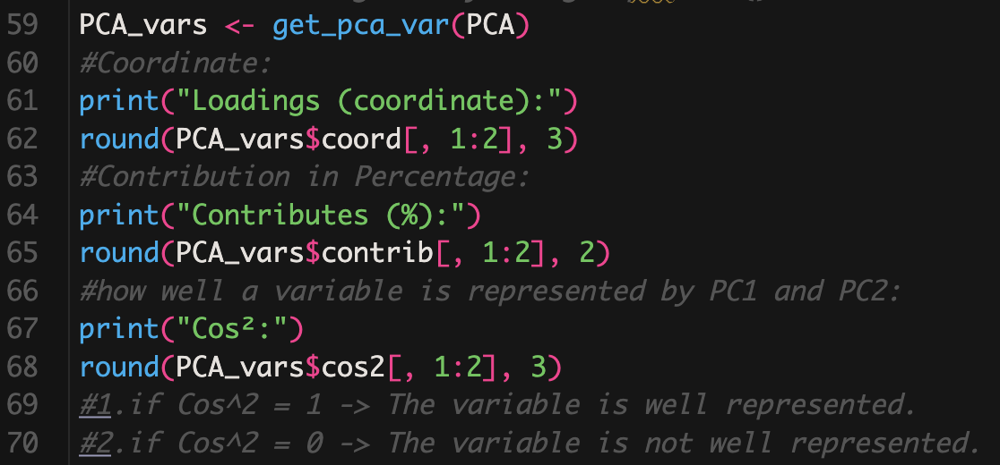 59 PCA_vars <- get_pca_var(PCA)
60 #Coordinate:
61 print("Loadings (coordinate):")
62 round(PCA_vars$coord[, 1:2], 3)
63 #Contribution in Percentage:
64 print("Contributes (%):")
65 round(PCA_vars$contrib[, 1:2], 2)
66 #how well a variable is represented by PC1 and PC2:
67 print("Cos²:")
68 round(PCA_vars$cos2[, 1:2], 3)
69 #1.if Cos^2 = 1 -> The variable is well represented.
70 #2.if Cos^2 = 0 -> The variable is not well represented.